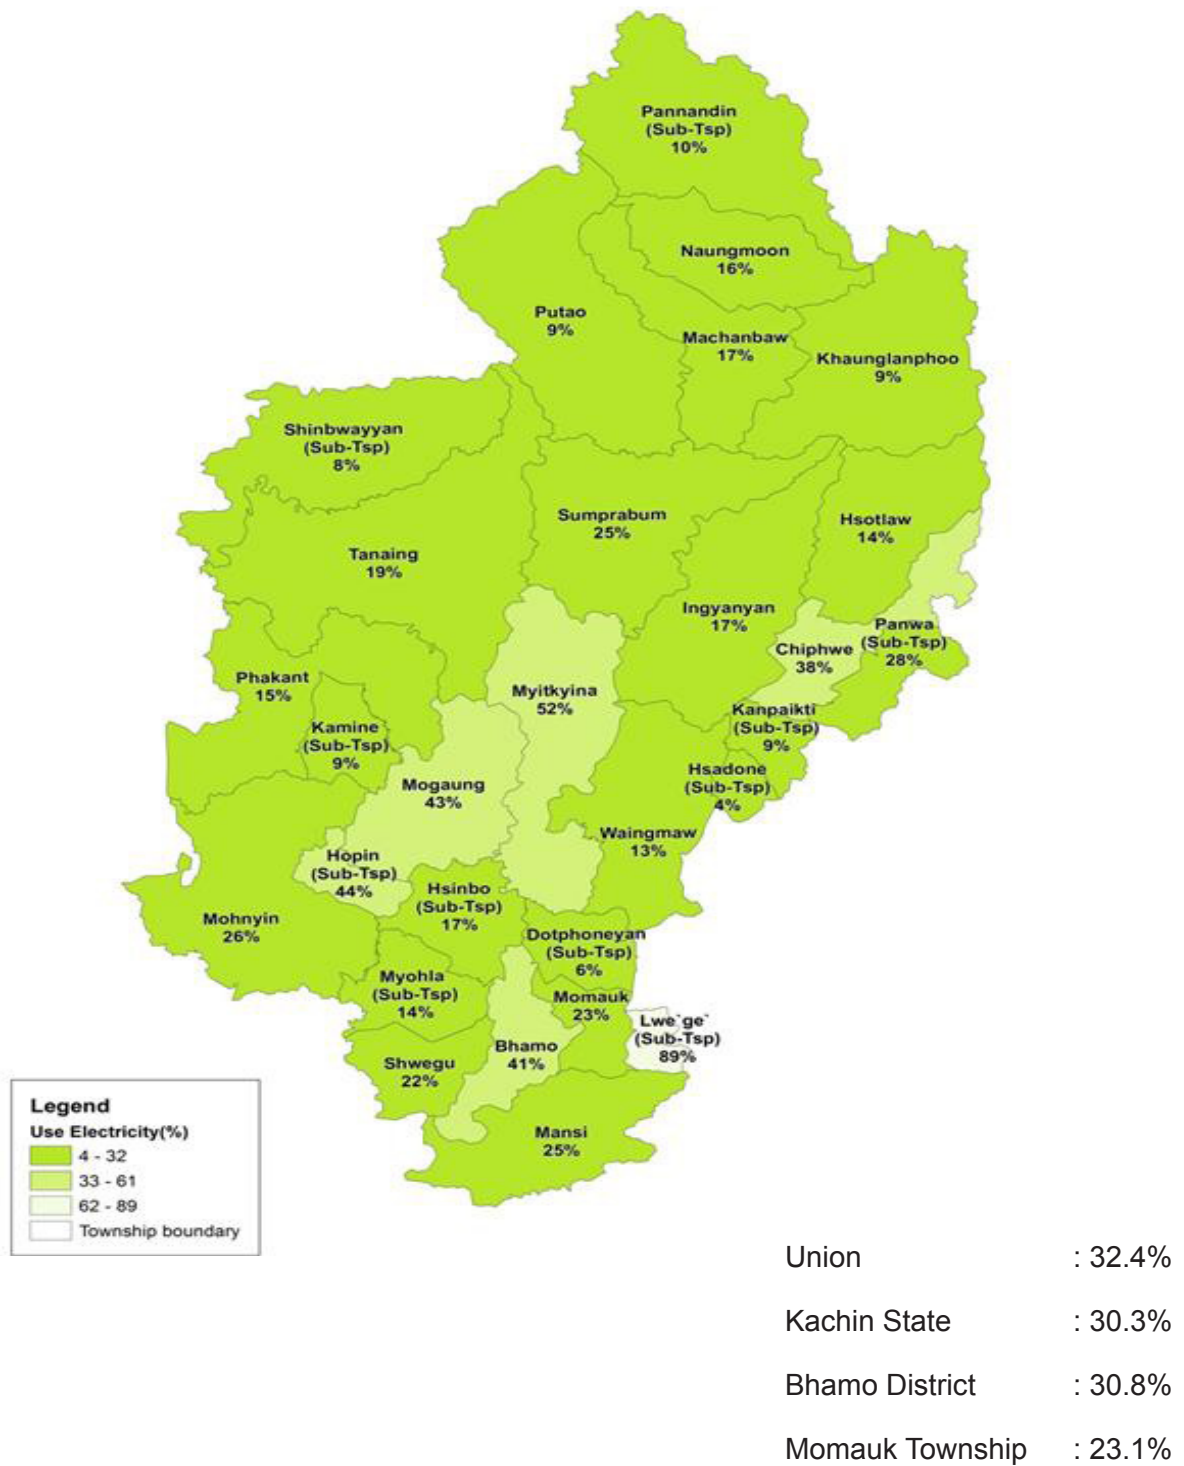 Pannandin
(Sub-Tsp)
10%
Naungmoon
16%
Putao
9%
Machanbaw
17%
Khaunglanphoo
9%
Shinbwayyan
(Sub-Tsp)
8%
Sumprabum
25%
Hsotlaw
14%
Tanaing
19%
Ingyanyan
17%
Panwa
(Sub-Tsp)
28%
Chiphwe
38%
Phakant
15%
Myitkyina
52%
Kanpaikti
(Sub-Tsp)
9%
Kamine
(Sub-Tsp)
9%
Hsadone
(Sub-Tsp)
4%
Mogaung
43%
Waingmaw
13%
Hopin
(Sub-Tsp)
44%
Hsinbo
(Sub-Tsp)
17%
Mohnyin
26%
Dotphoneyan
(Sub-Tsp)
6%
Myohla
(Sub-Tsp)
14%
Momauk
23%
Lwe`ge`
(Sub-Tsp)
89%
Bhamo
41%
Shwegu
22%
Mansi
25%
Legend
Use Electricity(%)
4 - 32
33 - 61
62 - 89
Township boundary
Union : 32.4%
Kachin State : 30.3%
Bhamo District : 30.8%
Momauk Township : 23.1%